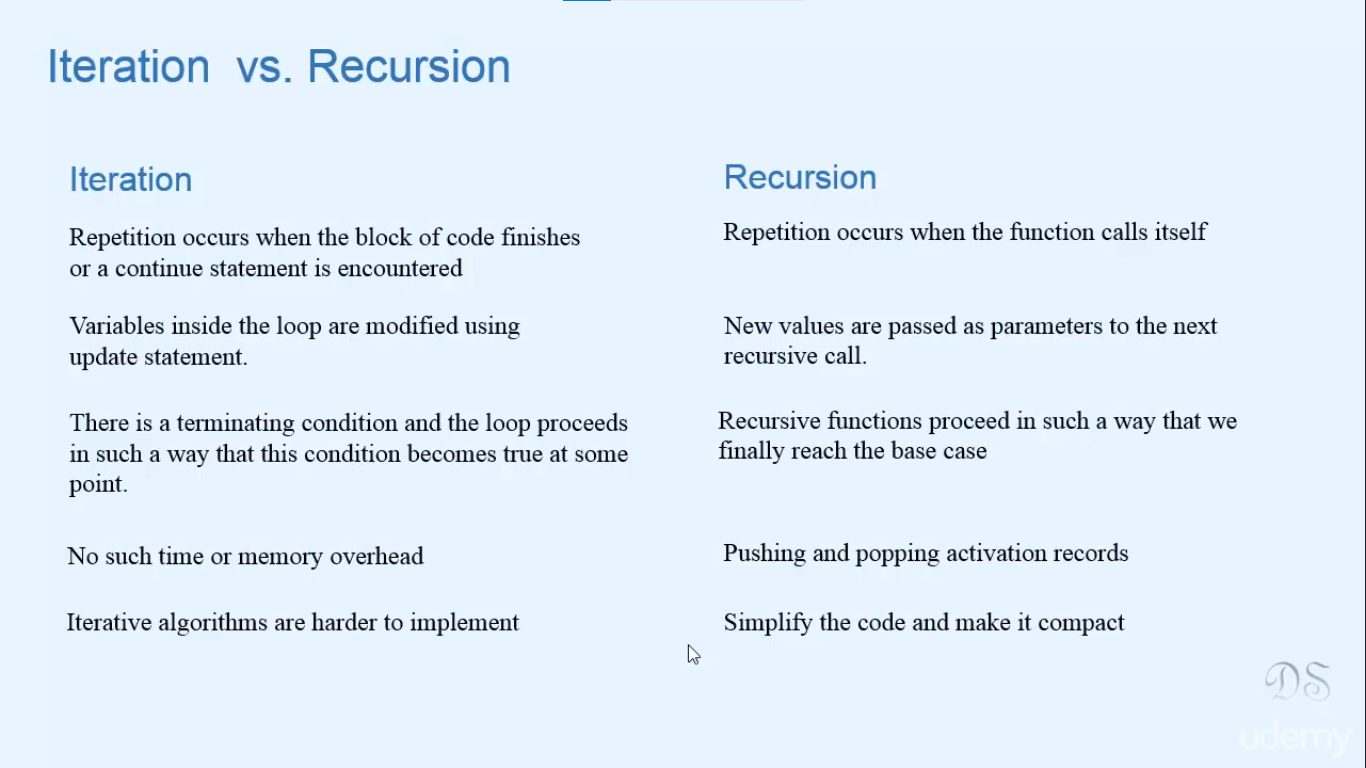 Iteration vs. Recursion
Iteration
Repetition occurs when the block of code finishes
or a continue statement is encountered
Variables inside the loop are modified using
update statement.
There is a terminating condition and the loop proceeds
in such a way that this condition becomes true at some
point.
No such time or memory overhead
Iterative algorithms are harder to implement
Recursion
Repetition occurs when the function calls itself
New values are passed as parameters to the next
recursive call.
Recursive functions proceed in such a way that we
finally reach the base case
Pushing and popping activation records
Simplify the code and make it compact
DS
udemy